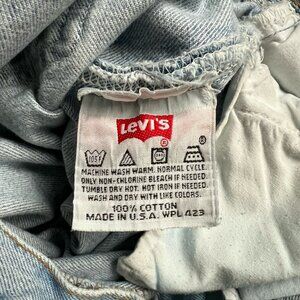 Levi's
105F
MACHINE WASH WARM. NORMAL CYCLE.
ONLY NON-CHLORINE BLEACH IF NEEDED.
TUMBLE DRY HOT. HOT IRON IF NEEDED.
WASH AND DRY WITH LIKE COLORS.
100% COTTON
MADE IN U.S.A. WPL 423